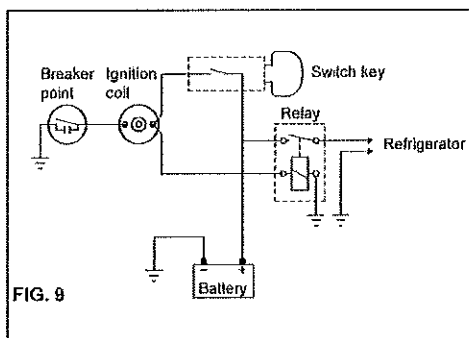 Breaker point
Ignition coil
Switch key
Relay
Refrigerator
- +
Battery
FIG. 9